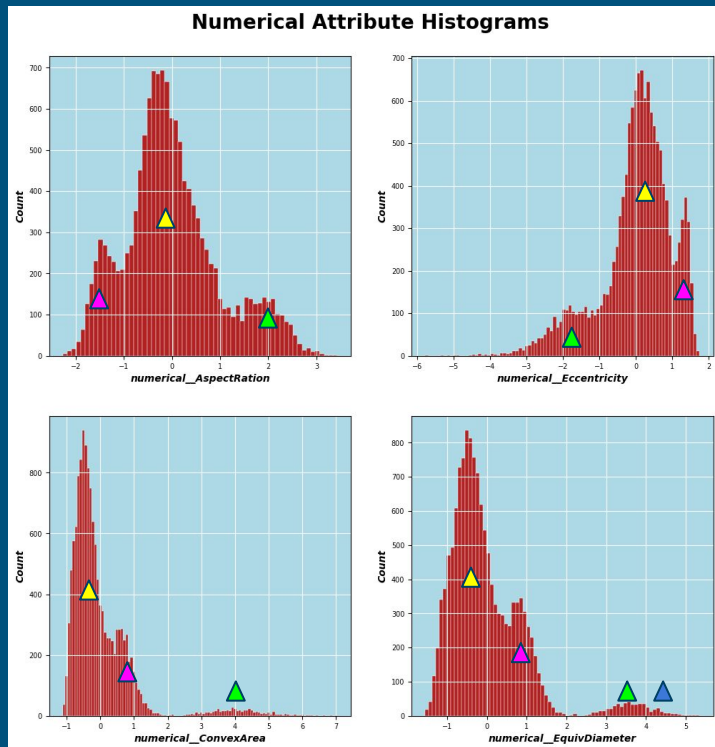 Numerical Attribute Histograms
700
600
500
400
300
200
100
0
Count
−2 −1 0 1 2 3
numerical__AspectRation
700
600
500
400
300
200
100
0
Count
−6 −5 −4 −3 −2 −1 0 1 2
numerical__Eccentricity
800
600
400
200
0
Count
−1 0 1 2 3 4 5 6 7
numerical__ConvexArea
800
700
600
500
400
300
200
100
0
Count
−1 0 1 2 3 4 5
numerical__EquivDiameter